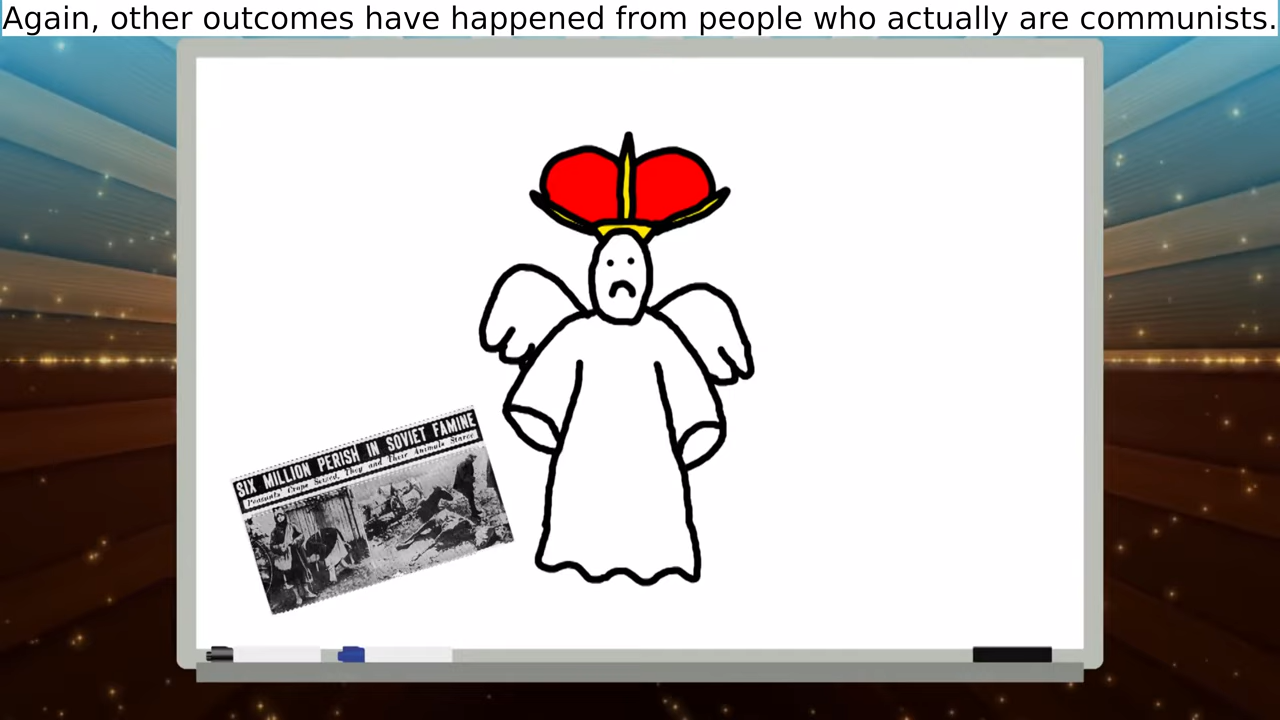 Again, other outcomes have happened from people who actually are communists.
SIX MILLION PERISH IN SOVIET FAMINE
Peasants' Crops Seized, They and Their Animals Starve